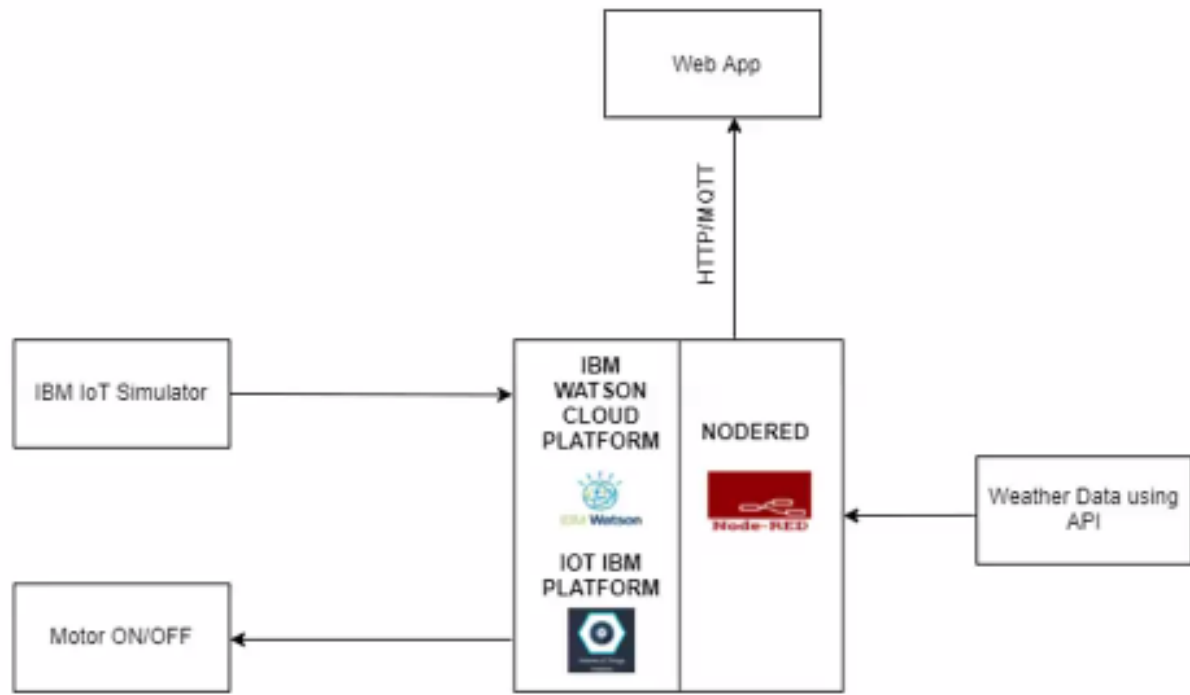 Web App
HTTP/MQTT
IBM IoT Simulator
IBM
WATSON
CLOUD
PLATFORM
IBM Watson
IOT IBM
PLATFORM
NODERED
Node-RED
Weather Data using
API
Motor ON/OFF